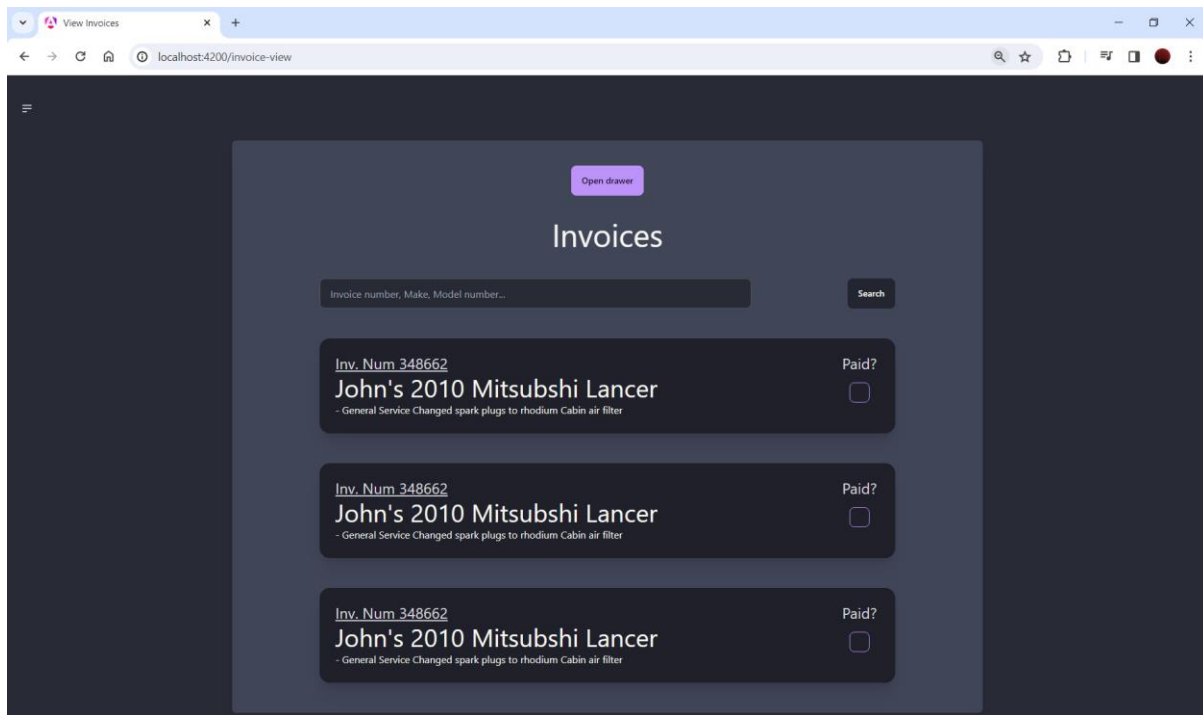 View Invoices
localhost:4200/invoice-view
Open drawer
Invoices
Invoice number, Make, Model number...
Search
Inv. Num 348662
Paid?
John's 2010 Mitsubshi Lancer
- General Service Changed spark plugs to rhodium Cabin air filter
Inv. Num 348662
Paid?
John's 2010 Mitsubshi Lancer
- General Service Changed spark plugs to rhodium Cabin air filter
Inv. Num 348662
Paid?
John's 2010 Mitsubshi Lancer
- General Service Changed spark plugs to rhodium Cabin air filter